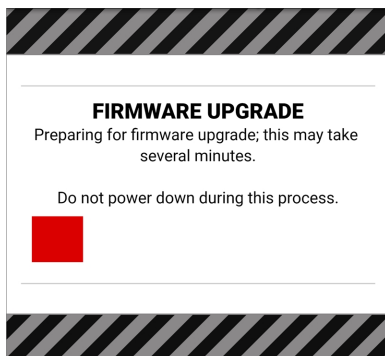 FIRMWARE UPGRADE
Preparing for firmware upgrade; this may take
several minutes.
Do not power down during this process.